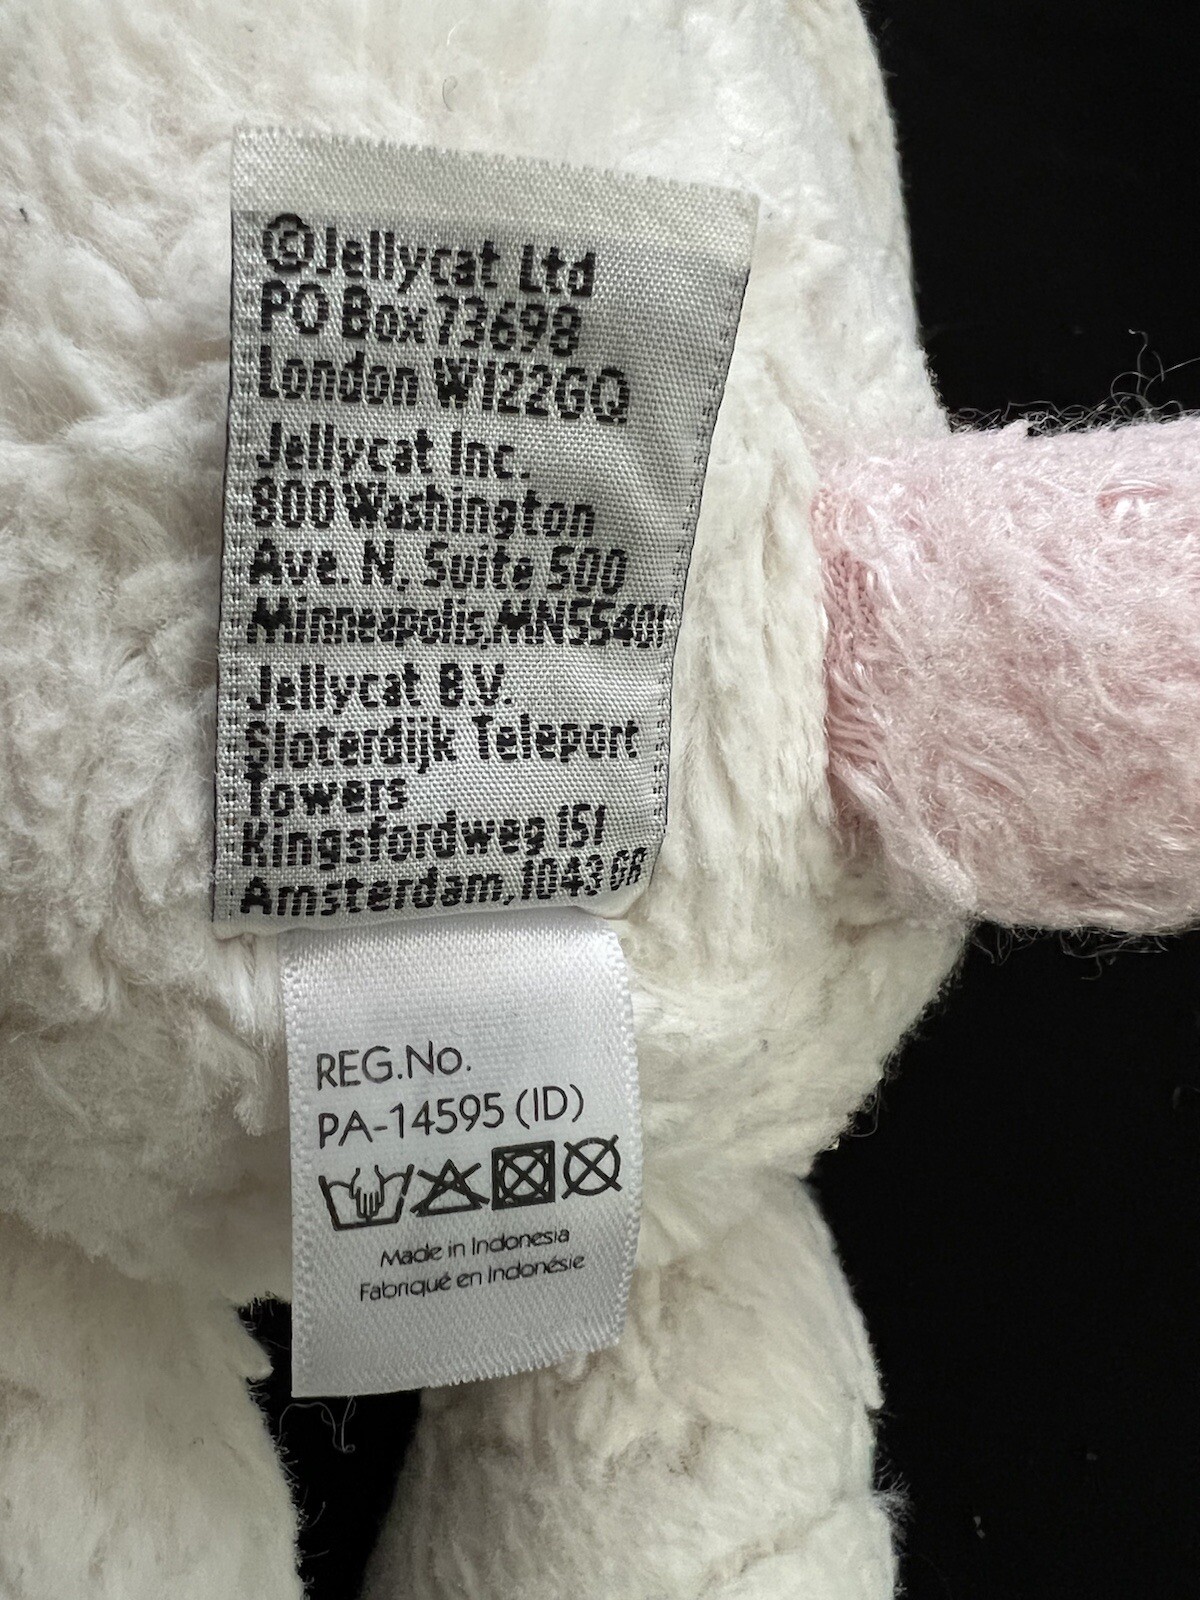 ©Jellycat Ltd
PO Box 73698
London W122GQ
Jellycat Inc.
800 Washington
Ave. N, Suite 500
Minneapolis, MN55401
Jellycat B.V.
Sloterdijk Teleport
Towers
Kingsfordweg 151
Amsterdam, 1043 GR
REG.No.
PA-14595 (ID)
Made in Indonesia
Fabriqué en Indonésie